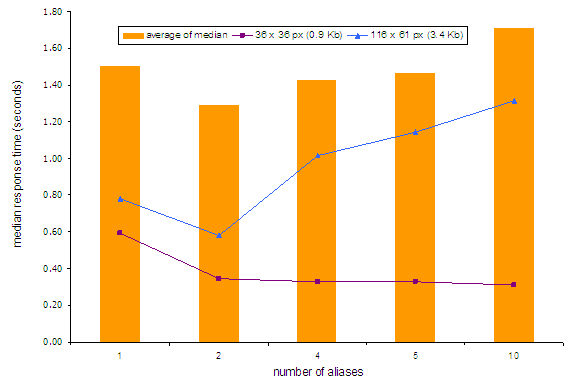 1.80
1.60
1.40
1.20
1.00
0.80
0.60
0.40
0.20
0.00
median response time (seconds)
average of median 36 x 36 px (0.9 Kb) 116 x 61 px (3.4 Kb)
1 2 4 5 10
number of aliases